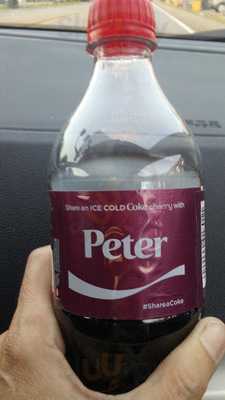 Share an ICE COLD Coke cherry with
Peter
#ShareaCoke